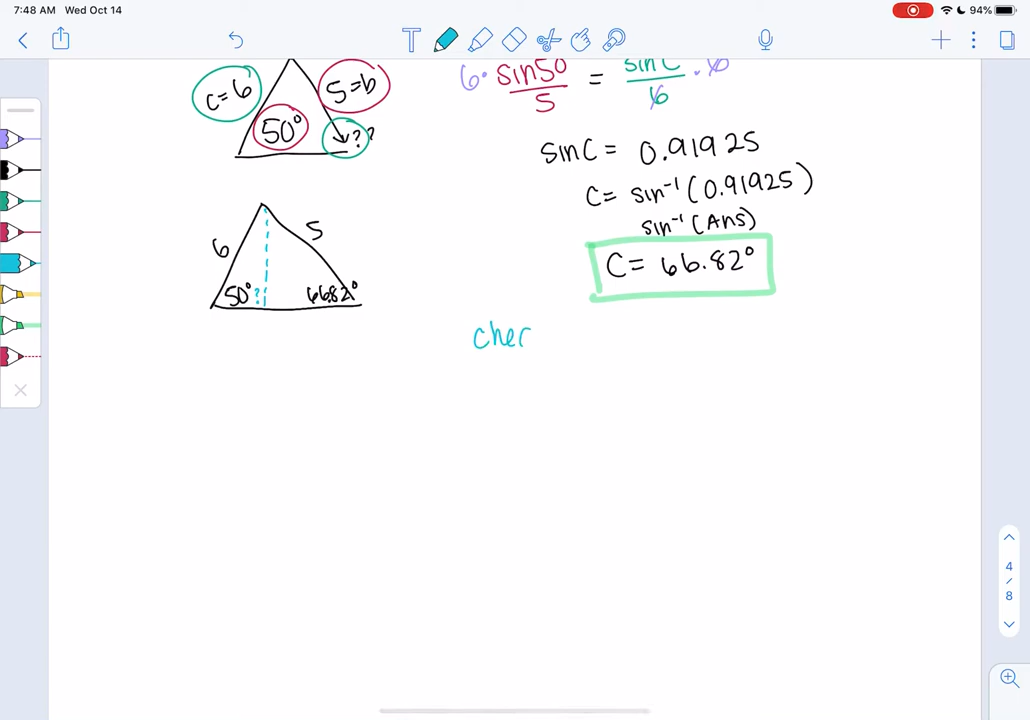 7:48 AM Wed Oct 14
94%
T
c=6
5=b
50°
??
6· sin50 = sinC ·6
5
6
sinC = 0.91925
C= sin⁻¹(0.91925)
sin⁻¹(Ans)
C= 66.82°
6
5
50°
?
66.82°
cher
4
/
8